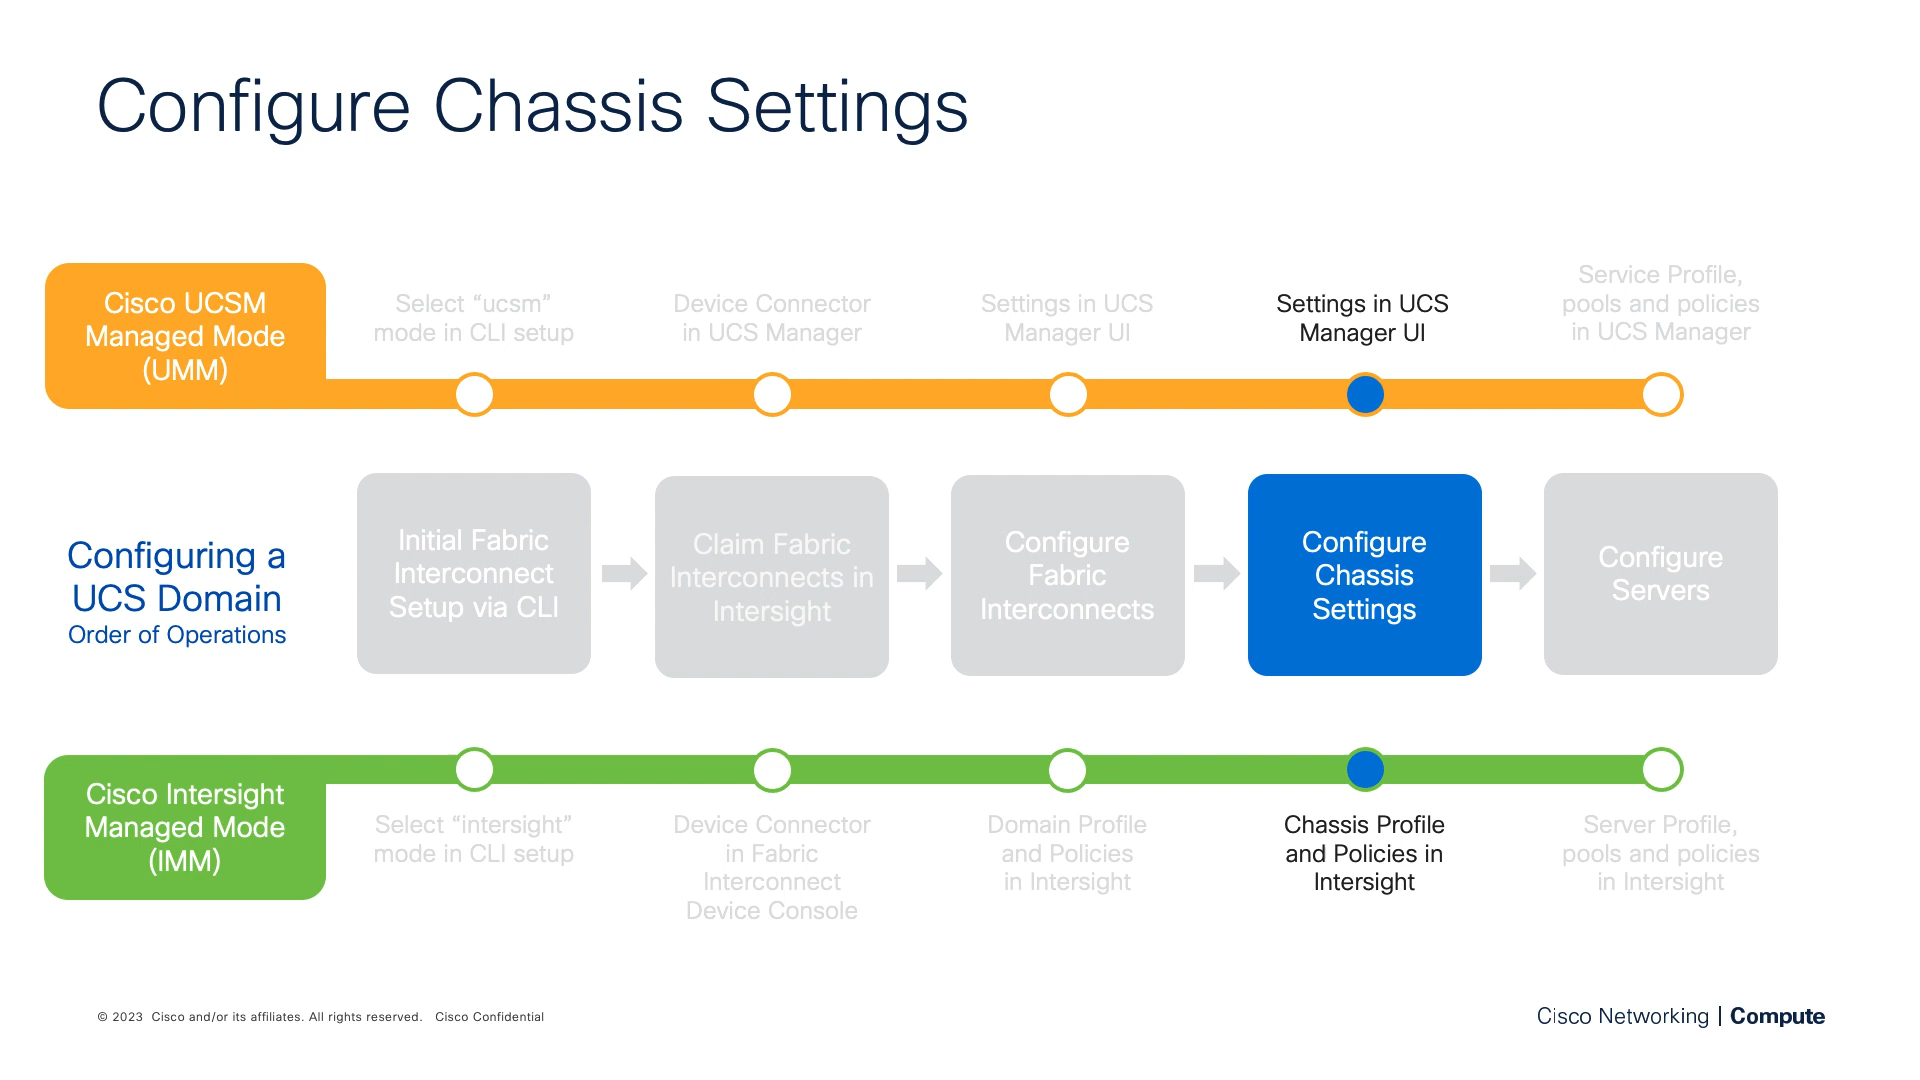 Configure Chassis Settings
Cisco UCSM
Managed Mode
(UMM)
Select “ucsm”
mode in CLI setup
Device Connector
in UCS Manager
Settings in UCS
Manager UI
Settings in UCS
Manager UI
Service Profile,
pools and policies
in UCS Manager
Configuring a
UCS Domain
Order of Operations
Initial Fabric
Interconnect
Setup via CLI
Claim Fabric
Interconnects in
Intersight
Configure
Fabric
Interconnects
Configure
Chassis
Settings
Configure
Servers
Cisco Intersight
Managed Mode
(IMM)
Select “intersight”
mode in CLI setup
Device Connector
in Fabric
Interconnect
Device Console
Domain Profile
and Policies
in Intersight
Chassis Profile
and Policies in
Intersight
Server Profile,
pools and policies
in Intersight
© 2023 Cisco and/or its affiliates. All rights reserved. Cisco Confidential
Cisco Networking | Compute